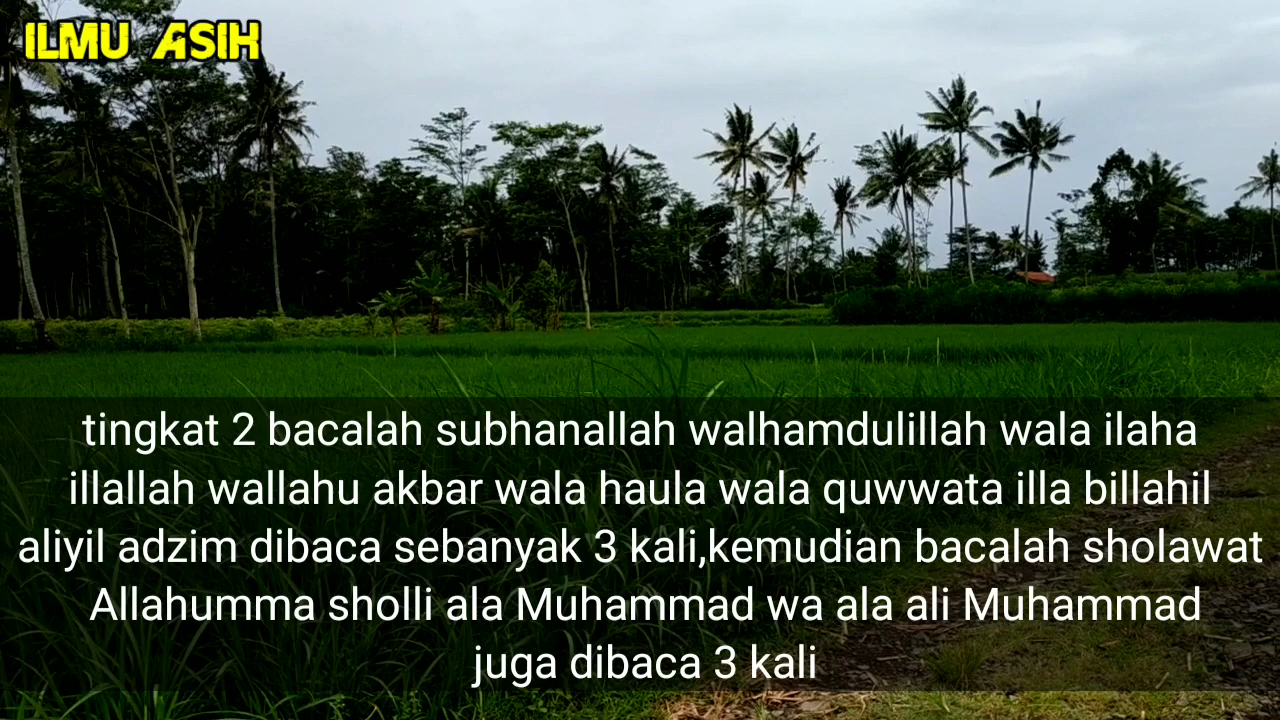 ILMU ASIH
tingkat 2 bacalah subhanallah walhamdulillah wala ilaha
illallah wallahu akbar wala haula wala quwwata illa billahil
aliyil adzim dibaca sebanyak 3 kali,kemudian bacalah sholawat
Allahumma sholli ala Muhammad wa ala ali Muhammad
juga dibaca 3 kali